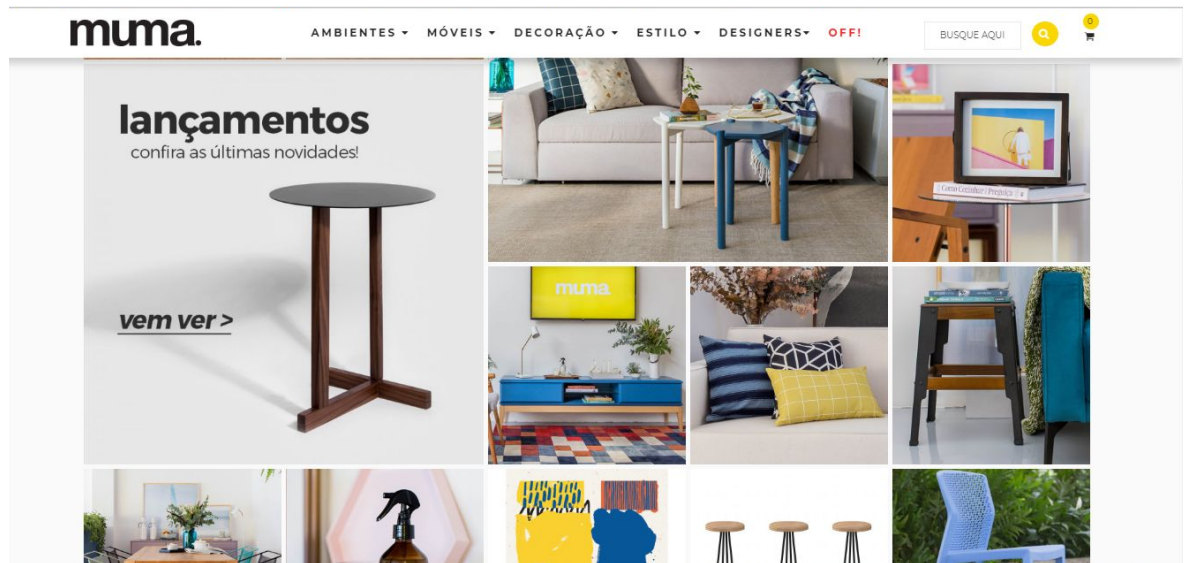 muma.
AMBIENTES MÓVEIS DECORAÇÃO ESTILO DESIGNERS OFF!
BUSQUE AQUI
0
lançamentos
confira as últimas novidades!
vem ver >
muma.